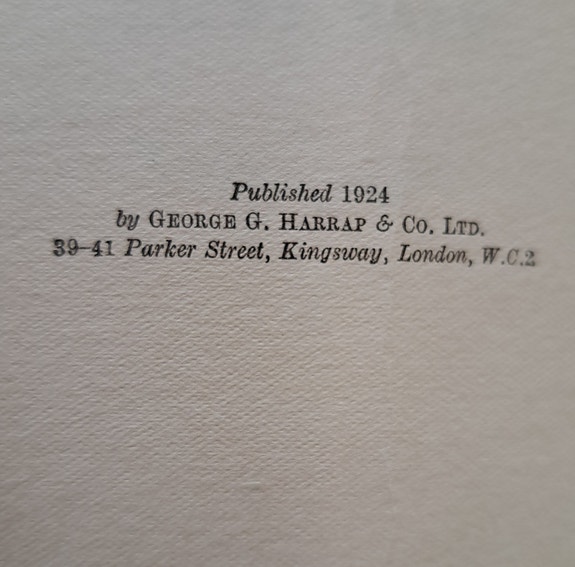 Published 1924
by GEORGE G. HARRAP & CO. LTD.
39-41 Parker Street, Kingsway, London, W.C.2